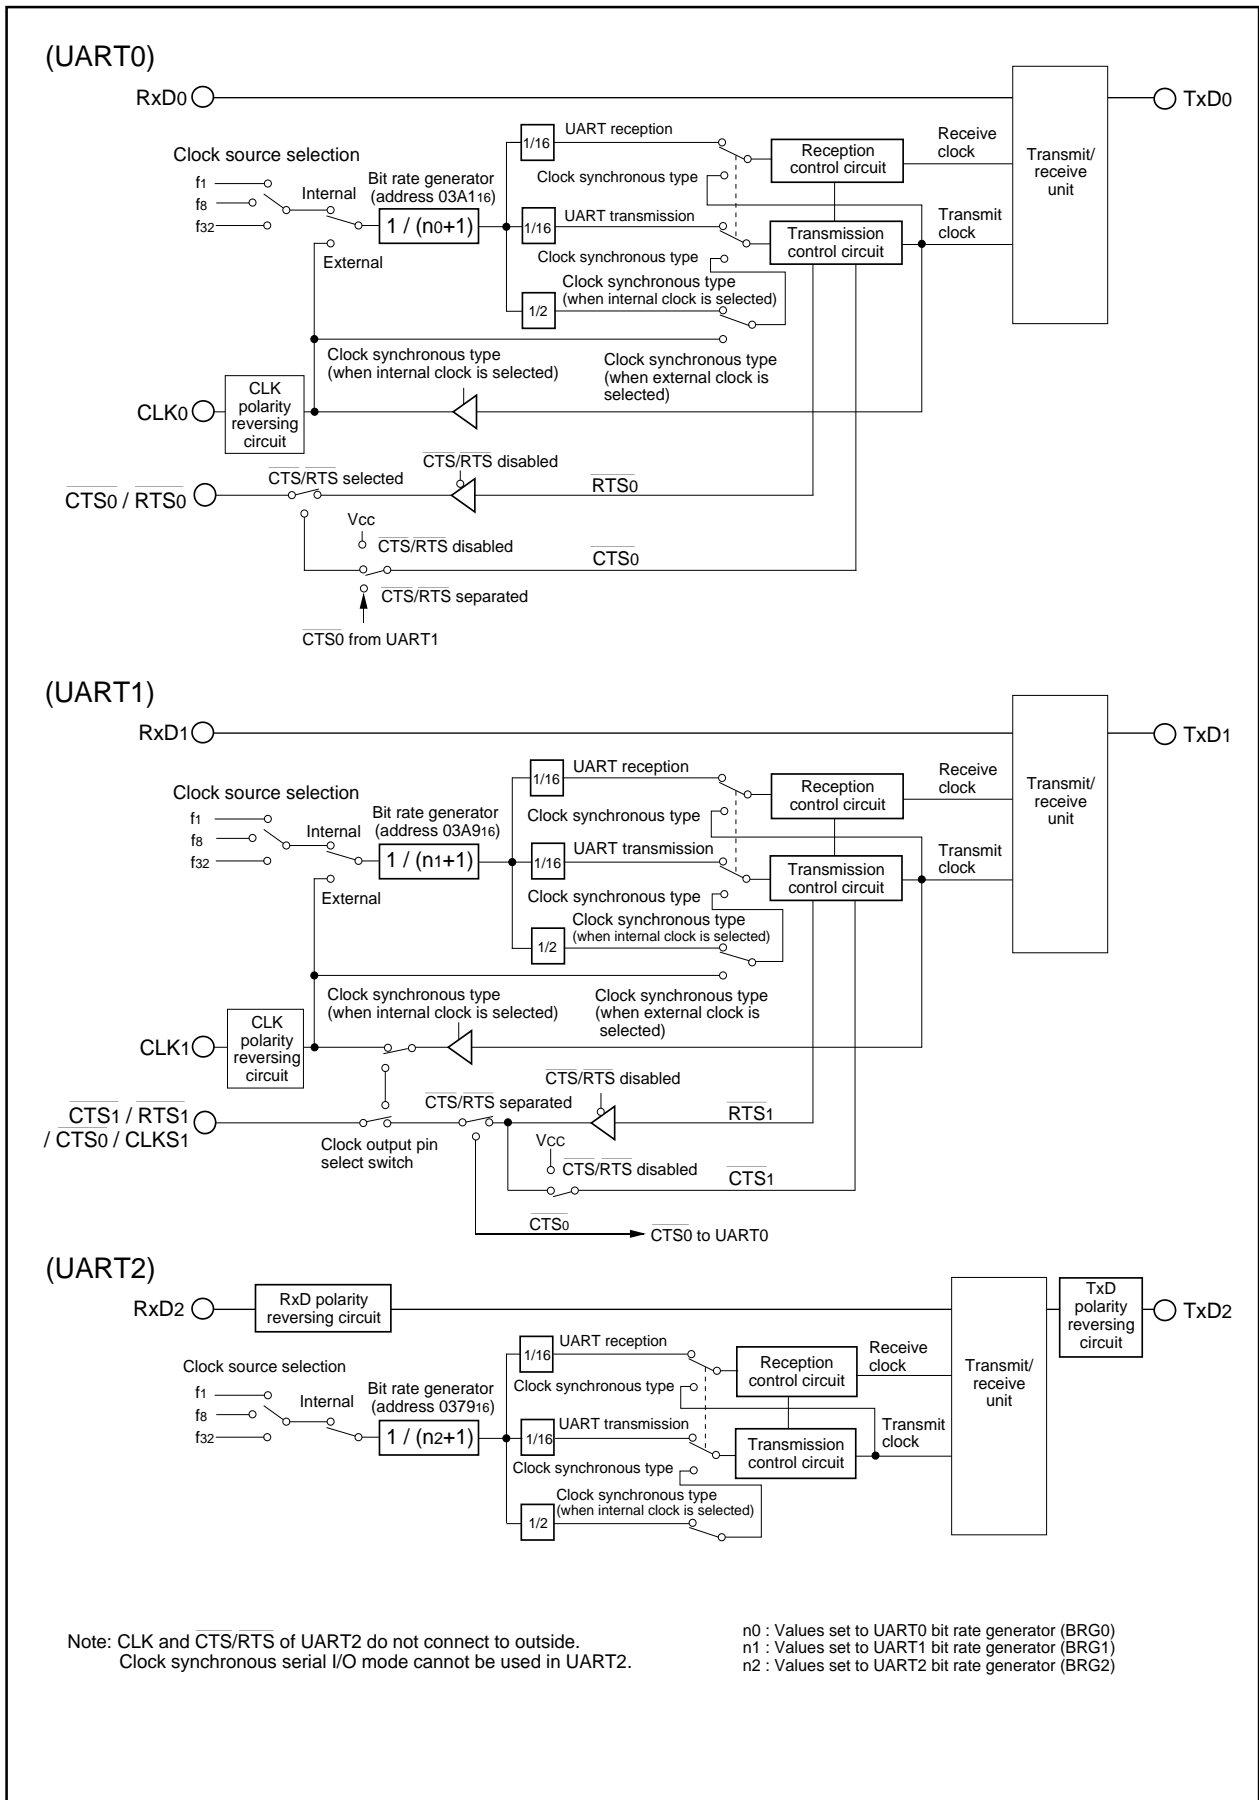 (UART0)
RxD0
TxD0
Clock source selection
f1
f8
f32
Internal
External
Bit rate generator
(address 03A116)
1 / (n0+1)
1/16
UART reception
Clock synchronous type
1/16
UART transmission
Clock synchronous type
Clock synchronous type
(when internal clock is selected)
1/2
Reception
control circuit
Receive
clock
Transmission
control circuit
Transmit
clock
Transmit/
receive
unit
Clock synchronous type
(when internal clock is selected)
Clock synchronous type
(when external clock is
selected)
CLK0
CLK
polarity
reversing
circuit
CTS/RTS disabled
CTS/RTS selected
CTS0 / RTS0
RTS0
Vcc
CTS/RTS disabled
CTS0
CTS/RTS separated
CTS0 from UART1
(UART1)
RxD1
TxD1
Clock source selection
f1
f8
f32
Internal
External
Bit rate generator
(address 03A916)
1 / (n1+1)
1/16
UART reception
Clock synchronous type
1/16
UART transmission
Clock synchronous type
Clock synchronous type
(when internal clock is selected)
1/2
Reception
control circuit
Receive
clock
Transmission
control circuit
Transmit
clock
Transmit/
receive
unit
Clock synchronous type
(when internal clock is selected)
Clock synchronous type
(when external clock is
selected)
CLK1
CLK
polarity
reversing
circuit
CTS/RTS disabled
CTS/RTS separated
CTS1 / RTS1
/ CTS0 / CLKS1
RTS1
Clock output pin
select switch
VCC
CTS/RTS disabled
CTS1
CTS0
CTS0 to UART0
(UART2)
RxD2
RxD polarity
reversing circuit
TxD
polarity
reversing
circuit
TxD2
Clock source selection
f1
f8
f32
Internal
Bit rate generator
(address 037916)
1 / (n2+1)
1/16
UART reception
Clock synchronous type
1/16
UART transmission
Clock synchronous type
Clock synchronous type
(when internal clock is selected)
1/2
Reception
control circuit
Receive
clock
Transmission
control circuit
Transmit
clock
Transmit/
receive
unit
Note: CLK and CTS/RTS of UART2 do not connect to outside.
Clock synchronous serial I/O mode cannot be used in UART2.
n0 : Values set to UART0 bit rate generator (BRG0)
n1 : Values set to UART1 bit rate generator (BRG1)
n2 : Values set to UART2 bit rate generator (BRG2)